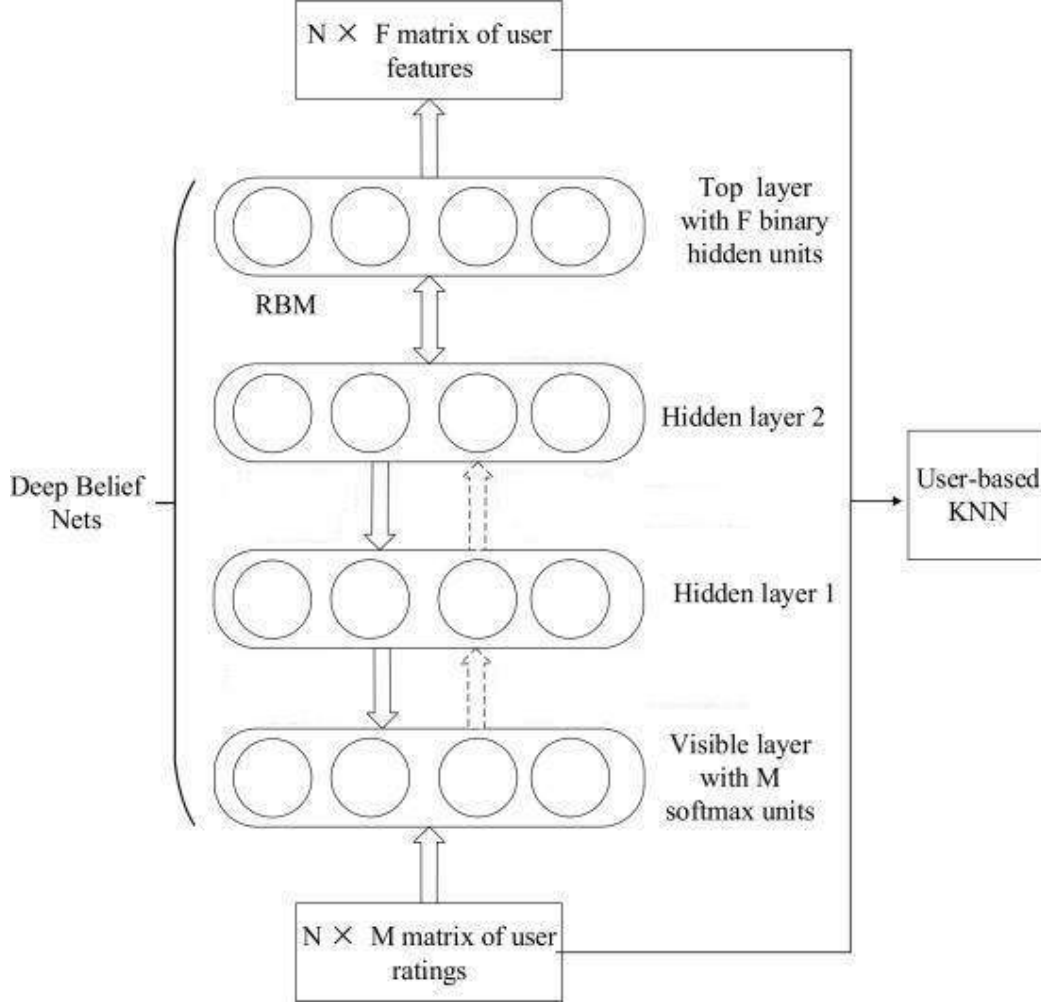 N × F matrix of user
features
Top layer
with F binary
hidden units
RBM
Hidden layer 2
Deep Belief
Nets
User-based
KNN
Hidden layer 1
Visible layer
with M
softmax units
N × M matrix of user
ratings